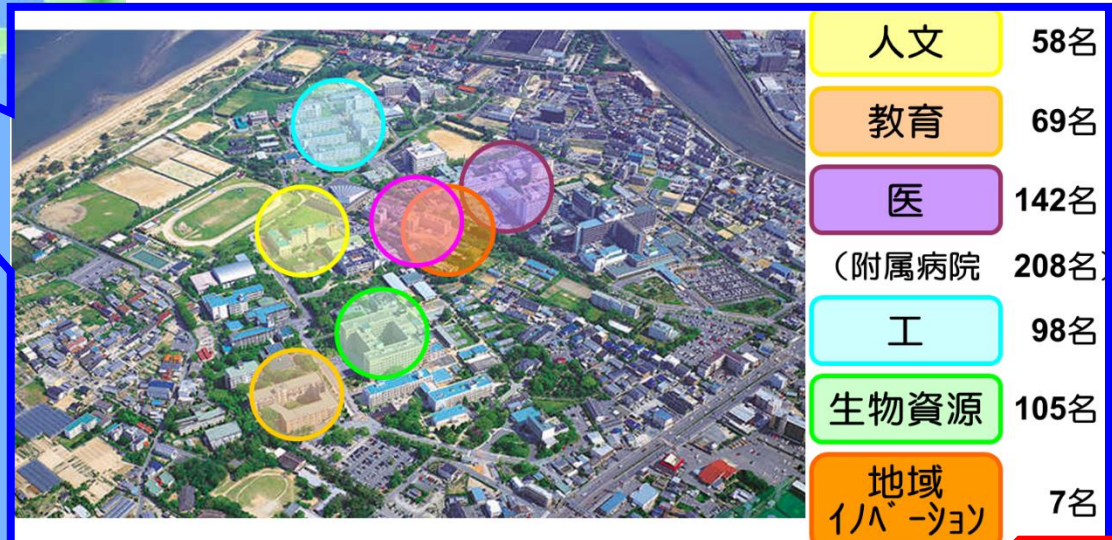 人文 58名
教育 69名
医 142名
（附属病院 208名）
工 98名
生物資源 105名
地域
ｲﾉﾍﾞｰｼｮﾝ 7名